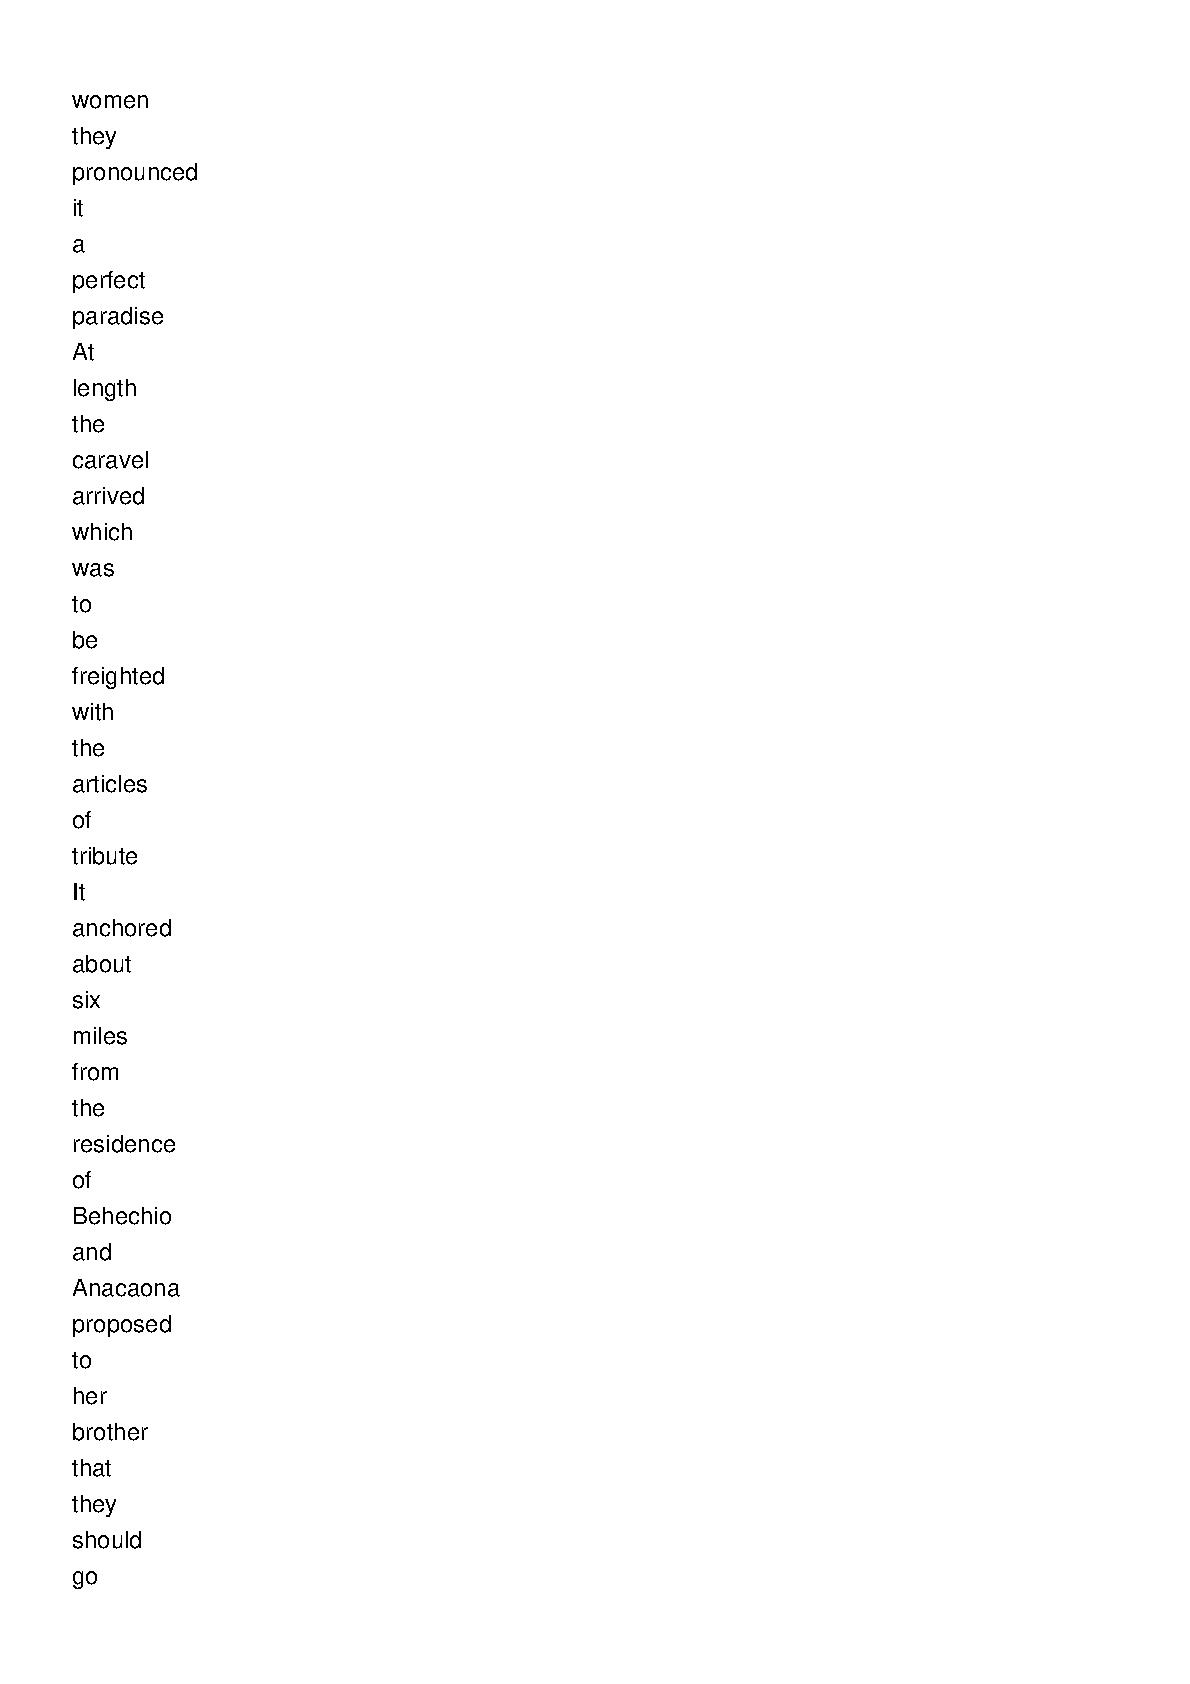 women
they
pronounced
it
a
perfect
paradise
At
length
the
caravel
arrived
which
was
to
be
freighted
with
the
articles
of
tribute
It
anchored
about
six
miles
from
the
residence
of
Behechio
and
Anacaona
proposed
to
her
brother
that
they
should
go